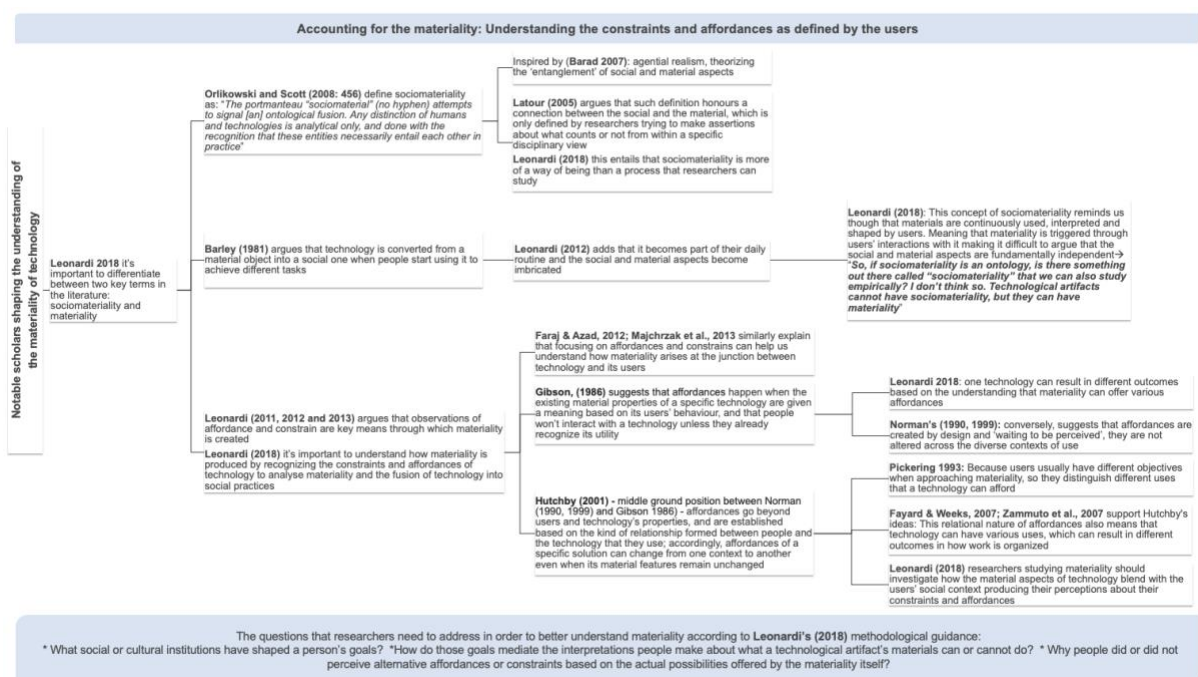 Accounting for the materiality: Understanding the constraints and affordances as defined by the users
Notable scholars shaping the understanding of
the materiality of technology
Leonardi 2018 it's
important to differentiate
between two key terms in
the literature:
sociomateriality and
materiality
Orlikowski and Scott (2008: 456) define sociomateriality
as: "The portmanteau "sociomaterial" (no hyphen) attempts
to signal [an] ontological fusion. Any distinction of humans
and technologies is analytical only, and done with the
recognition that these entities necessarily entail each other in
practice"
Inspired by (Barad 2007): agential realism, theorizing
the 'entanglement' of social and material aspects
Latour (2005) argues that such definition honours a
connection between the social and the material, which is
only defined by researchers trying to make assertions
about what counts or not from within a specific
disciplinary view
Leonardi (2018) this entails that sociomateriality is more
of a way of being than a process that researchers can
study
Barley (1981) argues that technology is converted from a
material object into a social one when people start using it to
achieve different tasks
Leonardi (2012) adds that it becomes part of their daily
routine and the social and material aspects become
imbricated
Leonardi (2018): This concept of sociomateriality reminds us
though that materials are continuously used, interpreted and
shaped by users. Meaning that materiality is triggered through
users' interactions with it making it difficult to argue that the
social and material aspects are fundamentally independent→
"So, if sociomateriality is an ontology, is there something
out there called "sociomateriality" that we can also study
empirically? I don't think so. Technological artifacts
cannot have sociomateriality, but they can have
materiality"
Leonardi (2011, 2012 and 2013) argues that observations of
affordance and constrain are key means through which materiality
is created
Leonardi (2018) it's important to understand how materiality is
produced by recognizing the constraints and affordances of
technology to analyse materiality and the fusion of technology into
social practices
Faraj & Azad, 2012; Majchrzak et al., 2013 similarly explain
that focusing on affordances and constrains can help us
understand how materiality arises at the junction between
technology and its users
Gibson, (1986) suggests that affordances happen when the
existing material properties of a specific technology are given
a meaning based on its users' behaviour, and that people
won't interact with a technology unless they already
recognize its utility
Leonardi 2018: one technology can result in different outcomes
based on the understanding that materiality can offer various
affordances
Norman's (1990, 1999): conversely, suggests that affordances are
created by design and 'waiting to be perceived', they are not
altered across the diverse contexts of use
Hutchby (2001) - middle ground position between Norman
(1990, 1999) and Gibson 1986) - affordances go beyond
users and technology's properties, and are established
based on the kind of relationship formed between people and
the technology that they use; accordingly, affordances of a
specific solution can change from one context to another
even when its material features remain unchanged
Pickering 1993: Because users usually have different objectives
when approaching materiality, so they distinguish different uses
that a technology can afford
Fayard & Weeks, 2007; Zammuto et al., 2007 support Hutchby's
ideas: This relational nature of affordances also means that
technology can have various uses, which can result in different
outcomes in how work is organized
Leonardi (2018) researchers studying materiality should
investigate how the material aspects of technology blend with the
users' social context producing their perceptions about their
constraints and affordances
The questions that researchers need to address in order to better understand materiality according to Leonardi's (2018) methodological guidance:
* What social or cultural institutions have shaped a person's goals? *How do those goals mediate the interpretations people make about what a technological artifact's materials can or cannot do? * Why people did or did not
perceive alternative affordances or constraints based on the actual possibilities offered by the materiality itself?